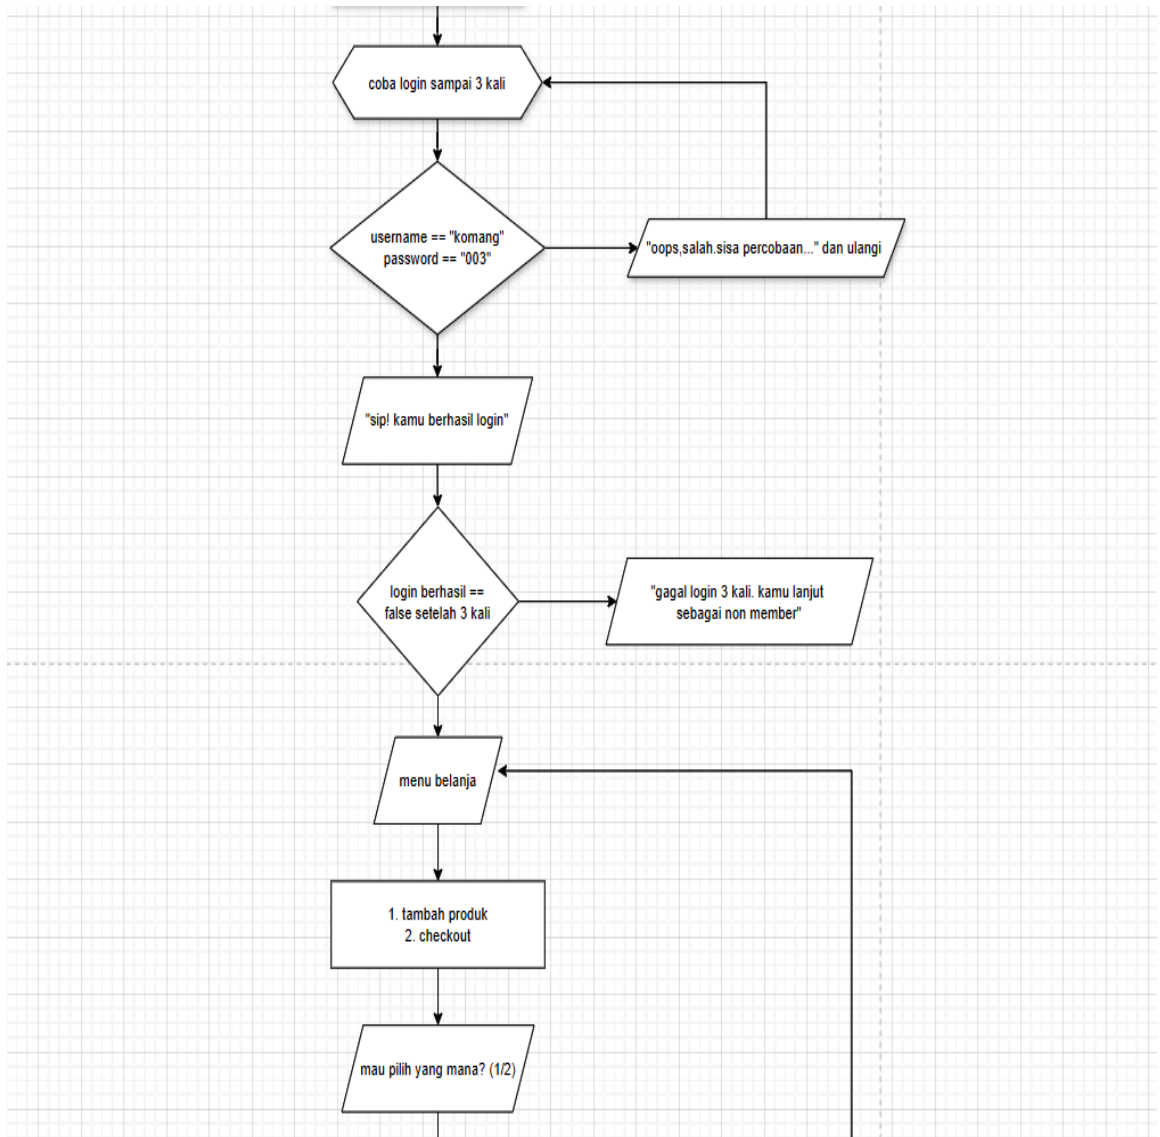 coba login sampai 3 kali
username == "komang"
password == "003"
"oops,salah.sisa percobaan..." dan ulangi
"sip! kamu berhasil login"
login berhasil ==
false setelah 3 kali
"gagal login 3 kali. kamu lanjut
sebagai non member"
menu belanja
1. tambah produk
2. checkout
mau pilih yang mana? (1/2)